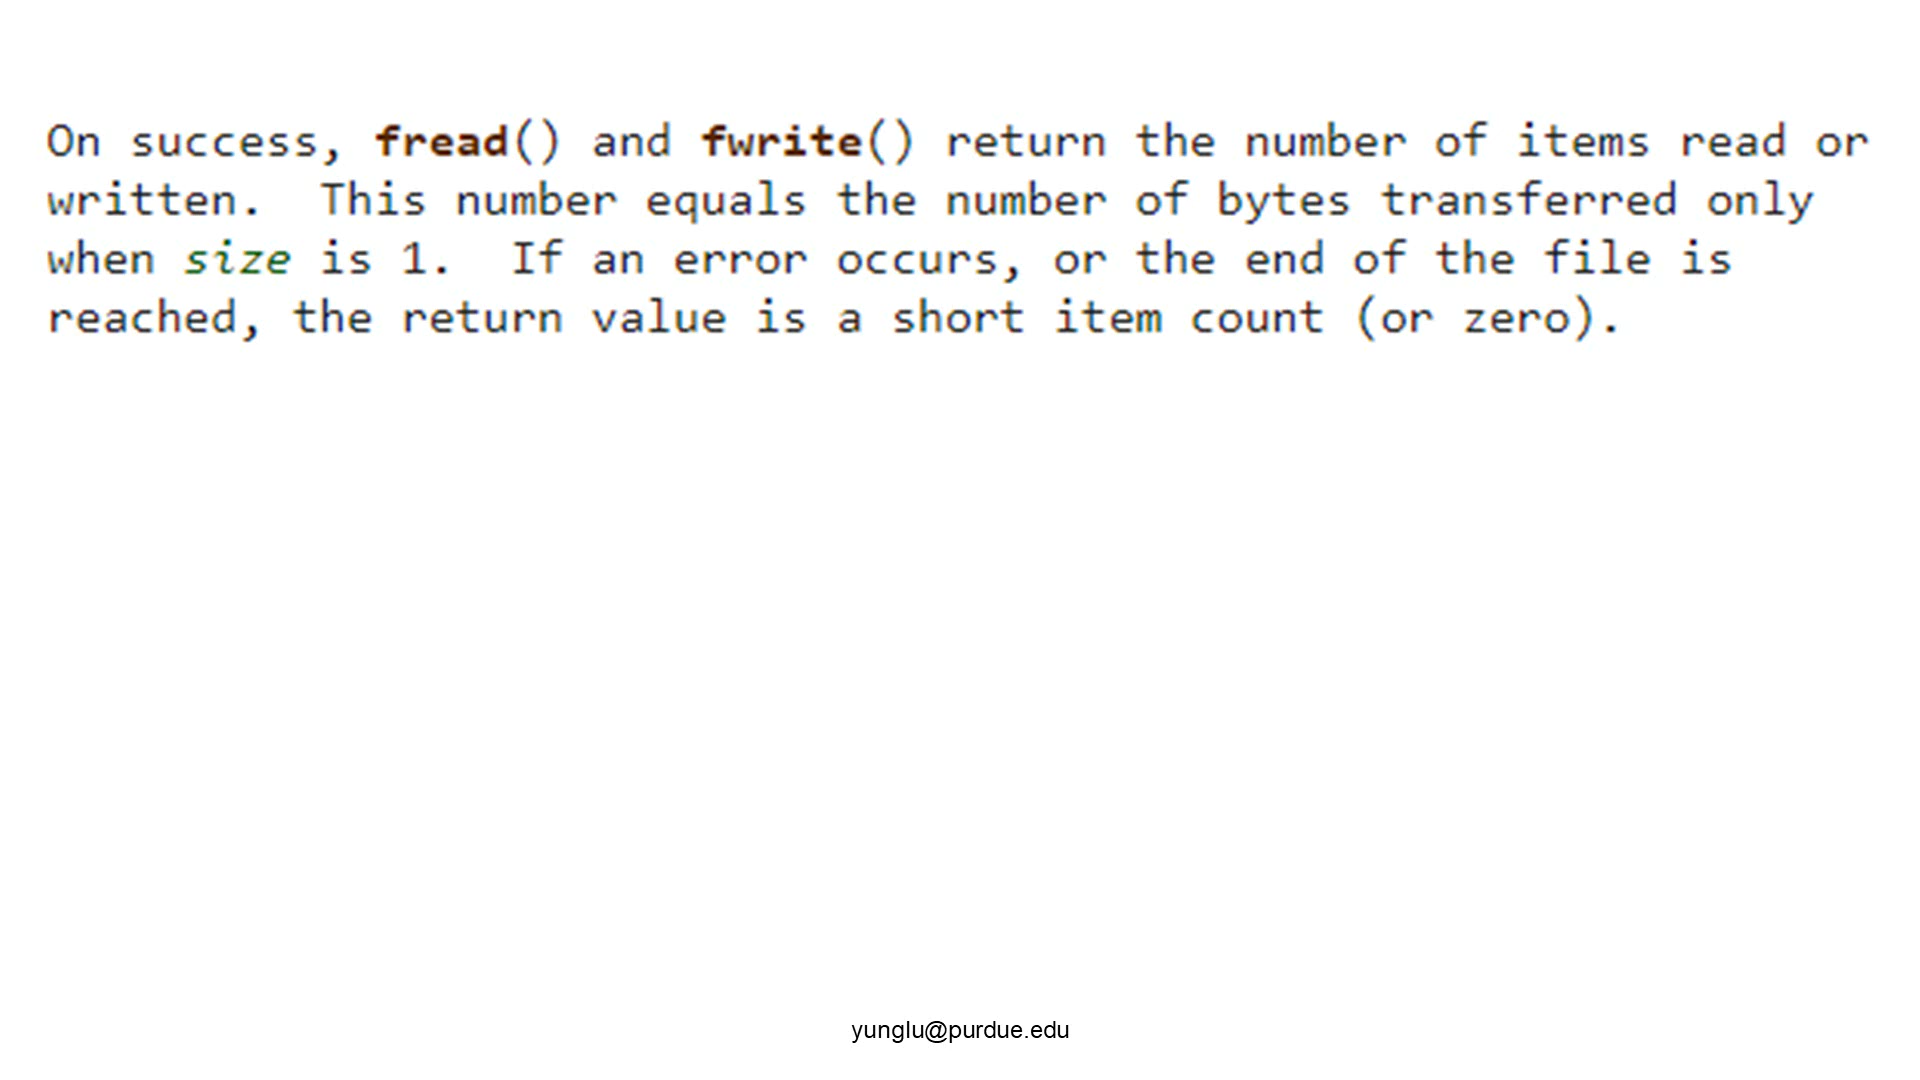 On success, fread() and fwrite() return the number of items read or
written.  This number equals the number of bytes transferred only
when size is 1.  If an error occurs, or the end of the file is
reached, the return value is a short item count (or zero).
yunglu@purdue.edu